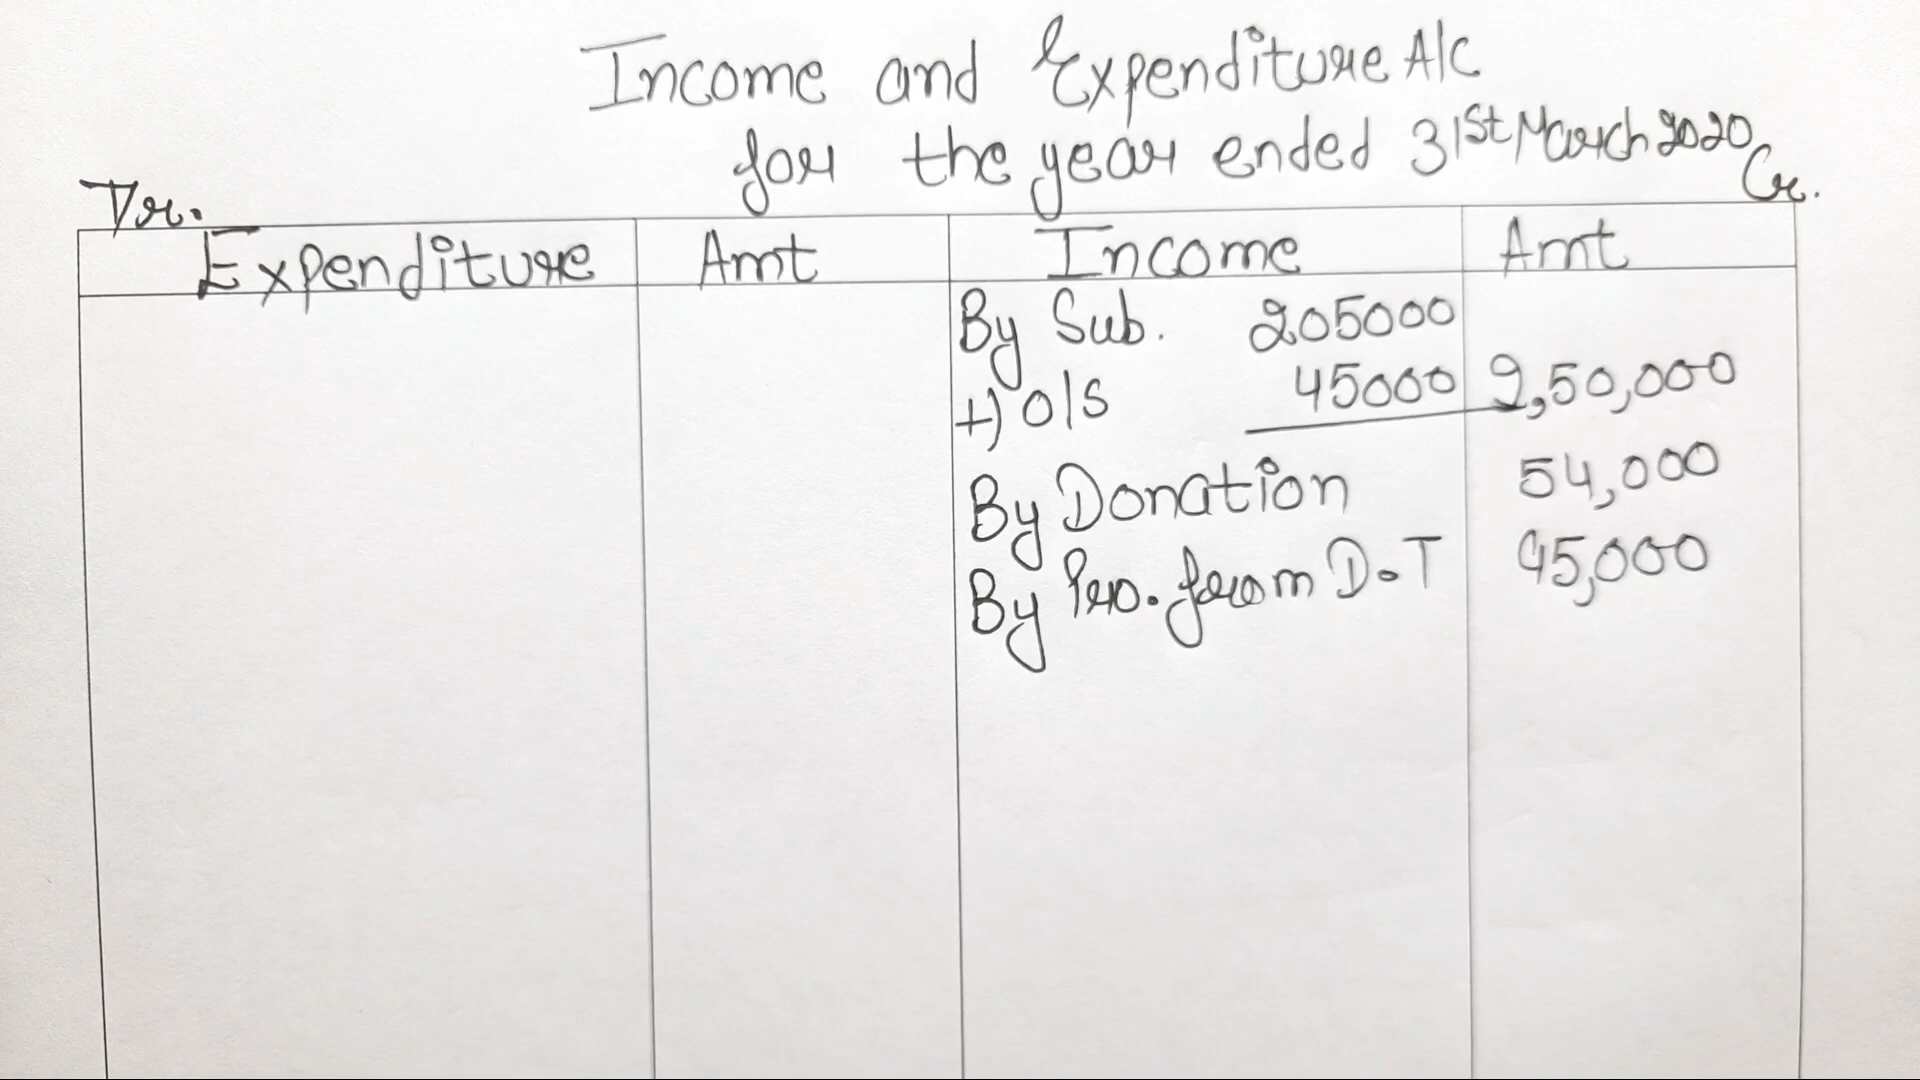 Income and Expenditure A/C
for the year ended 31st March 2020
Dr. Cr.
Expenditure Amt Income Amt
By Sub. 205000
+) O/S 45000 2,50,000
By Donation 54,000
By Pro. from D.T 95,000